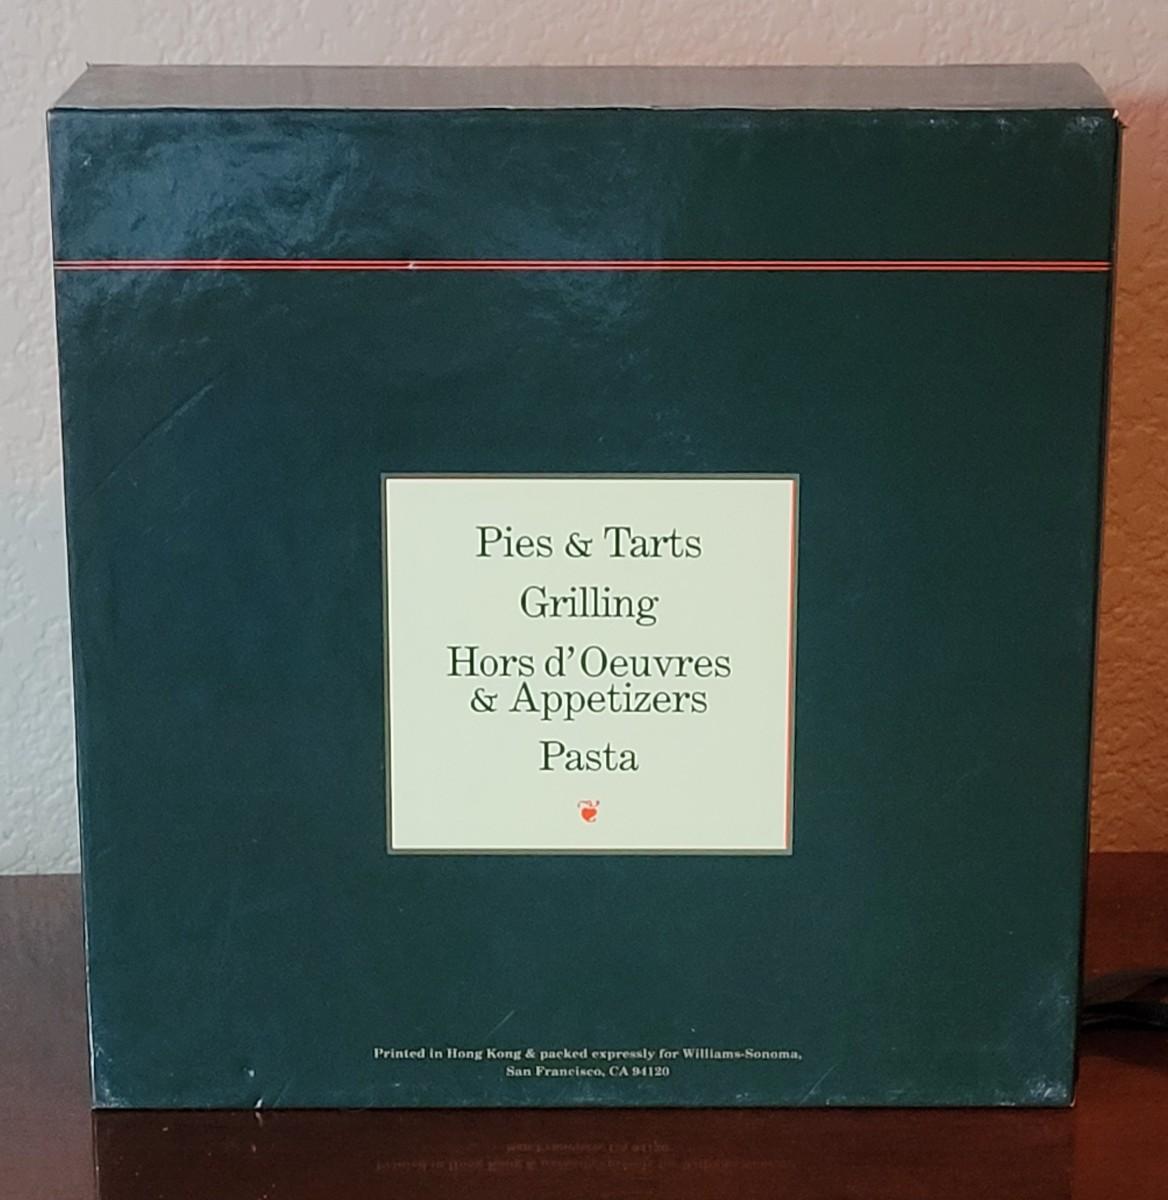 Pies & Tarts
Grilling
Hors d'Oeuvres
& Appetizers
Pasta
Printed in Hong Kong & packed expressly for Williams-Sonoma,
San Francisco, CA 94120